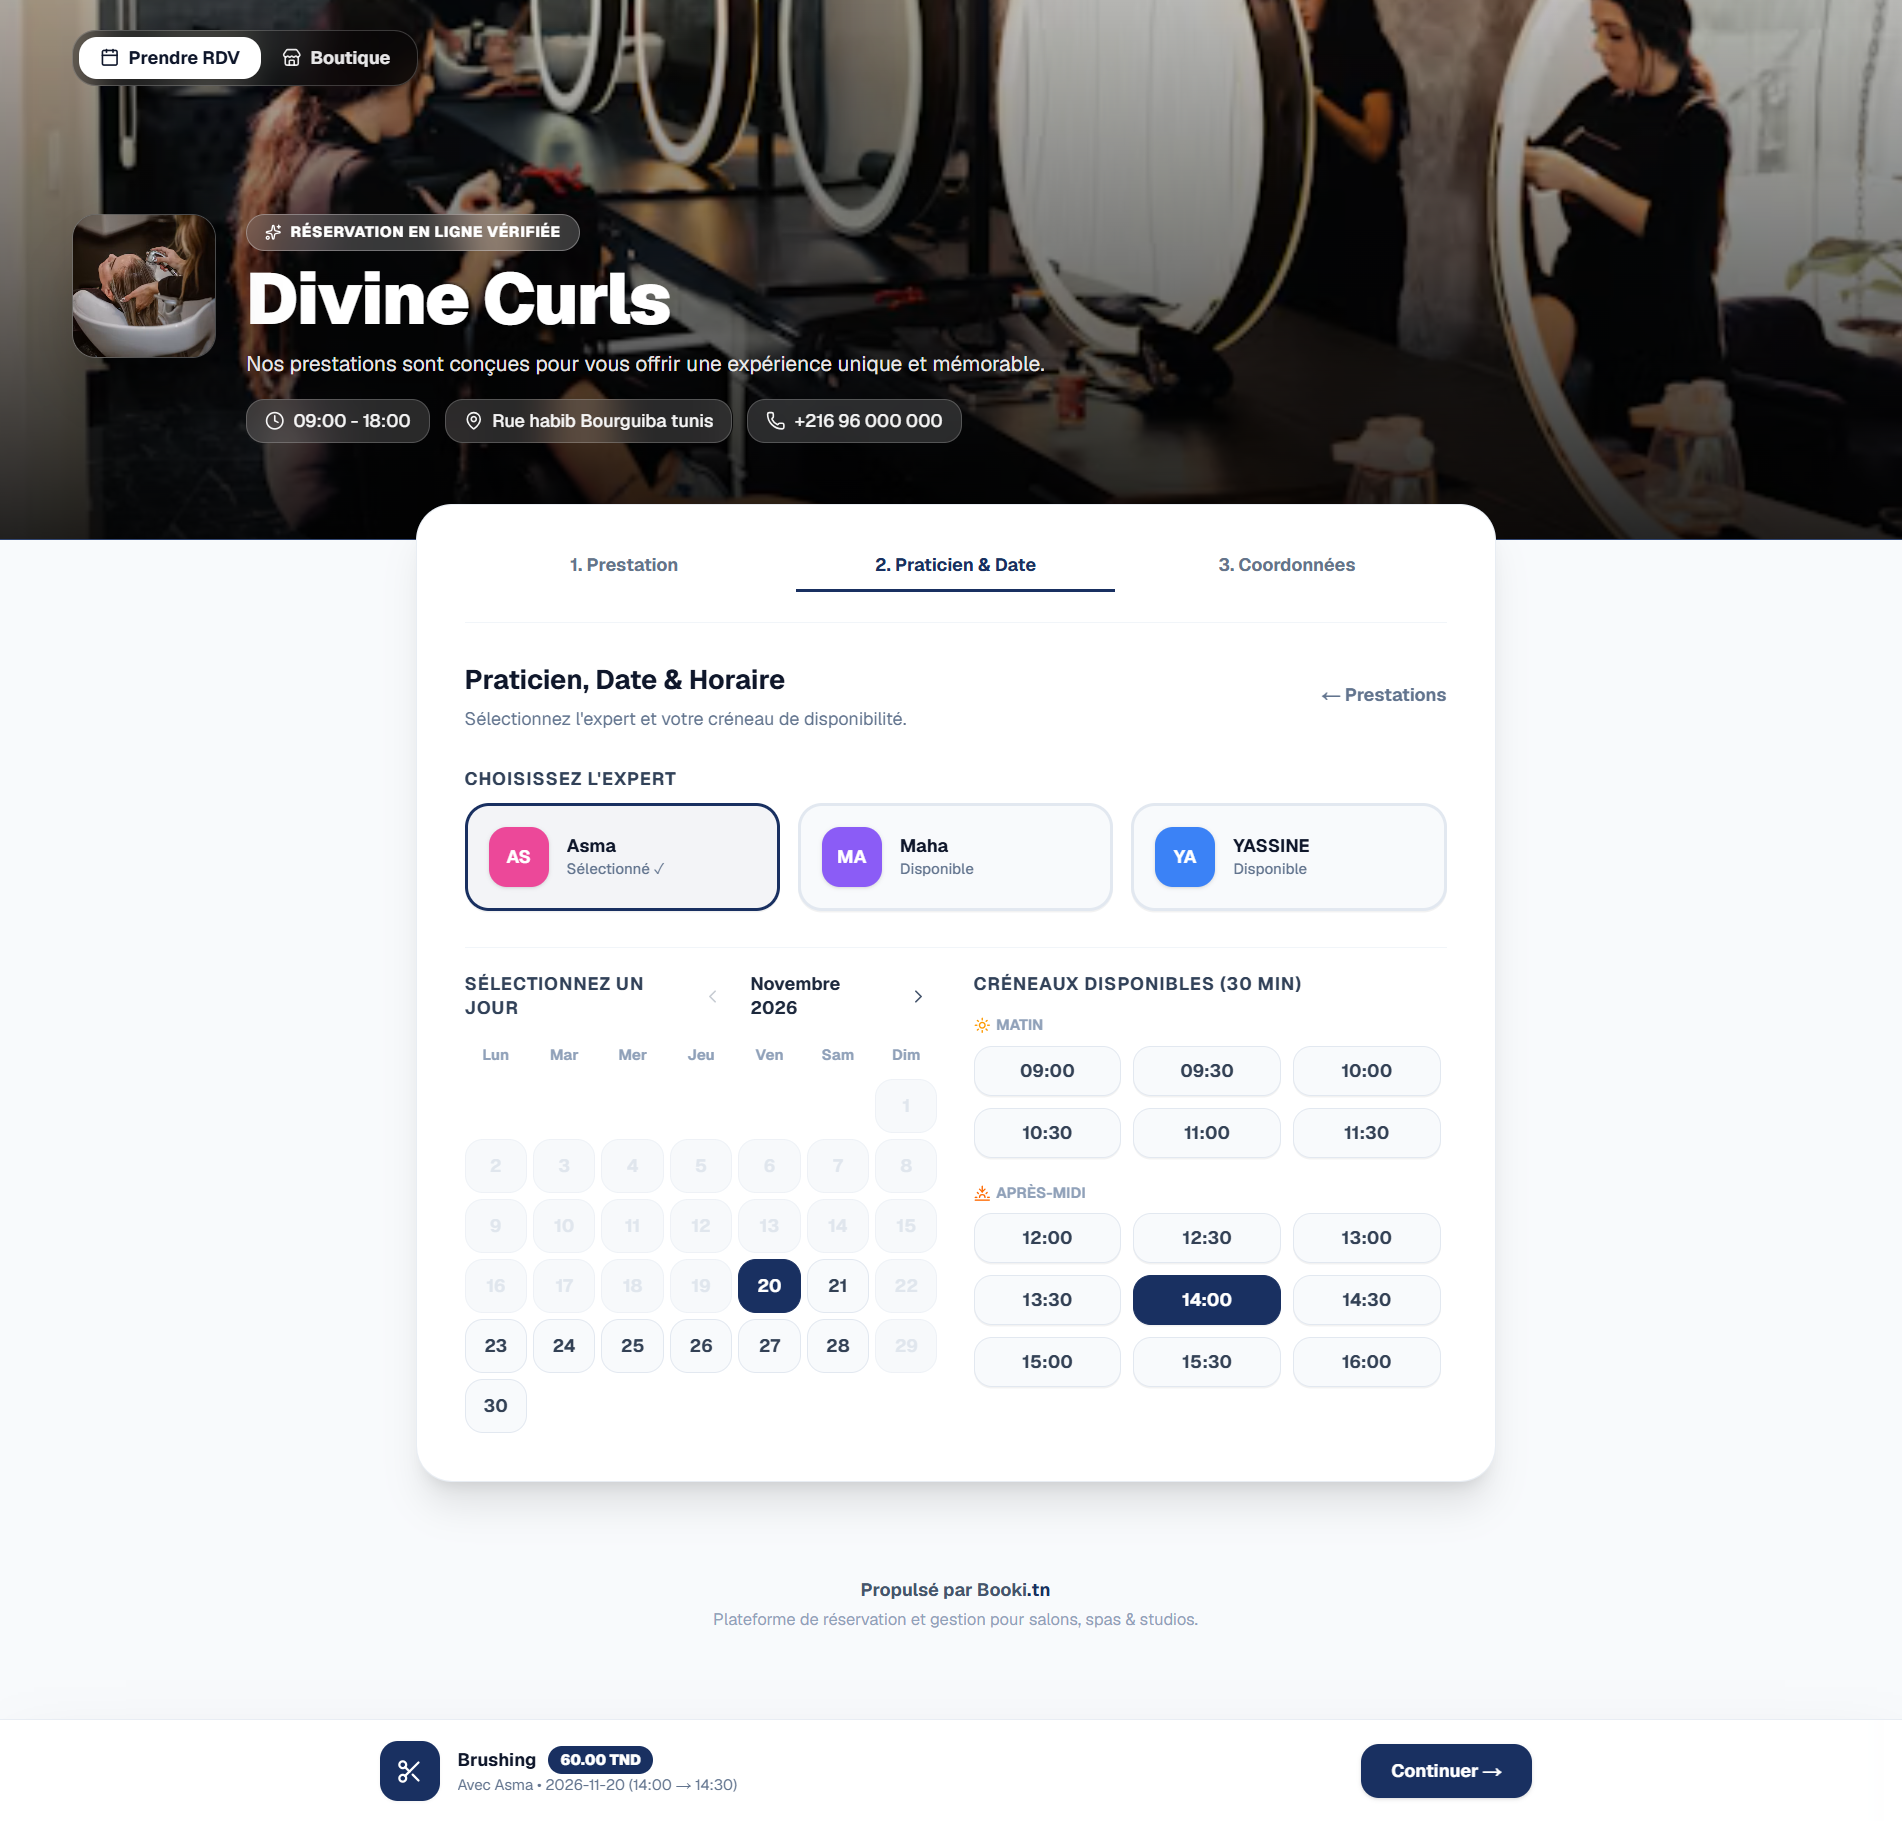 Prendre RDV
Boutique
RÉSERVATION EN LIGNE VÉRIFIÉE
Divine Curls
Nos prestations sont conçues pour vous offrir une expérience unique et mémorable.
09:00 - 18:00
Rue habib Bourguiba tunis
+216 96 000 000
1. Prestation
2. Praticien & Date
3. Coordonnées
Praticien, Date & Horaire
Sélectionnez l'expert et votre créneau de disponibilité.
← Prestations
CHOISISSEZ L'EXPERT
AS
Asma
Sélectionné ✓
MA
Maha
Disponible
YA
YASSINE
Disponible
SÉLECTIONNEZ UN
JOUR
Novembre
2026
Lun Mar Mer Jeu Ven Sam Dim
1
2 3 4 5 6 7 8
9 10 11 12 13 14 15
16 17 18 19 20 21 22
23 24 25 26 27 28 29
30
CRÉNEAUX DISPONIBLES (30 MIN)
MATIN
09:00 09:30 10:00
10:30 11:00 11:30
APRÈS-MIDI
12:00 12:30 13:00
13:30 14:00 14:30
15:00 15:30 16:00
Propulsé par Booki.tn
Plateforme de réservation et gestion pour salons, spas & studios.
Brushing 60.00 TND
Avec Asma • 2026-11-20 (14:00 → 14:30)
Continuer →